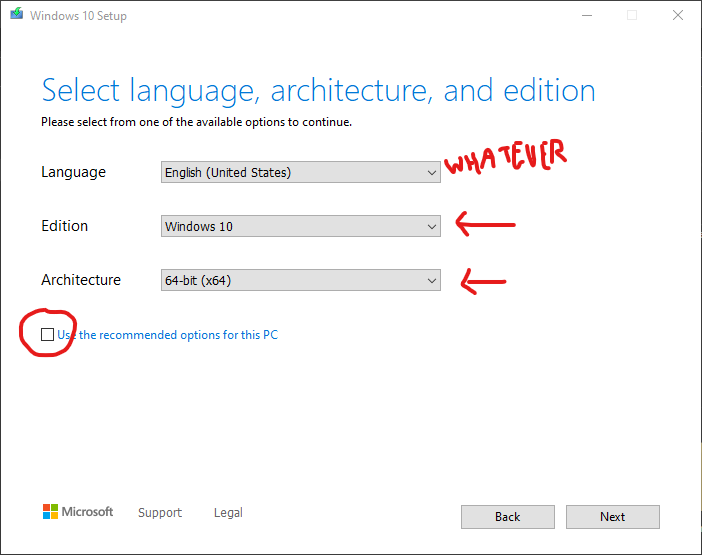 Windows 10 Setup
Select language, architecture, and edition
Please select from one of the available options to continue.
Language English (United States) WHATEVER
Edition Windows 10
Architecture 64-bit (x64)
Use the recommended options for this PC
Microsoft Support Legal Back Next